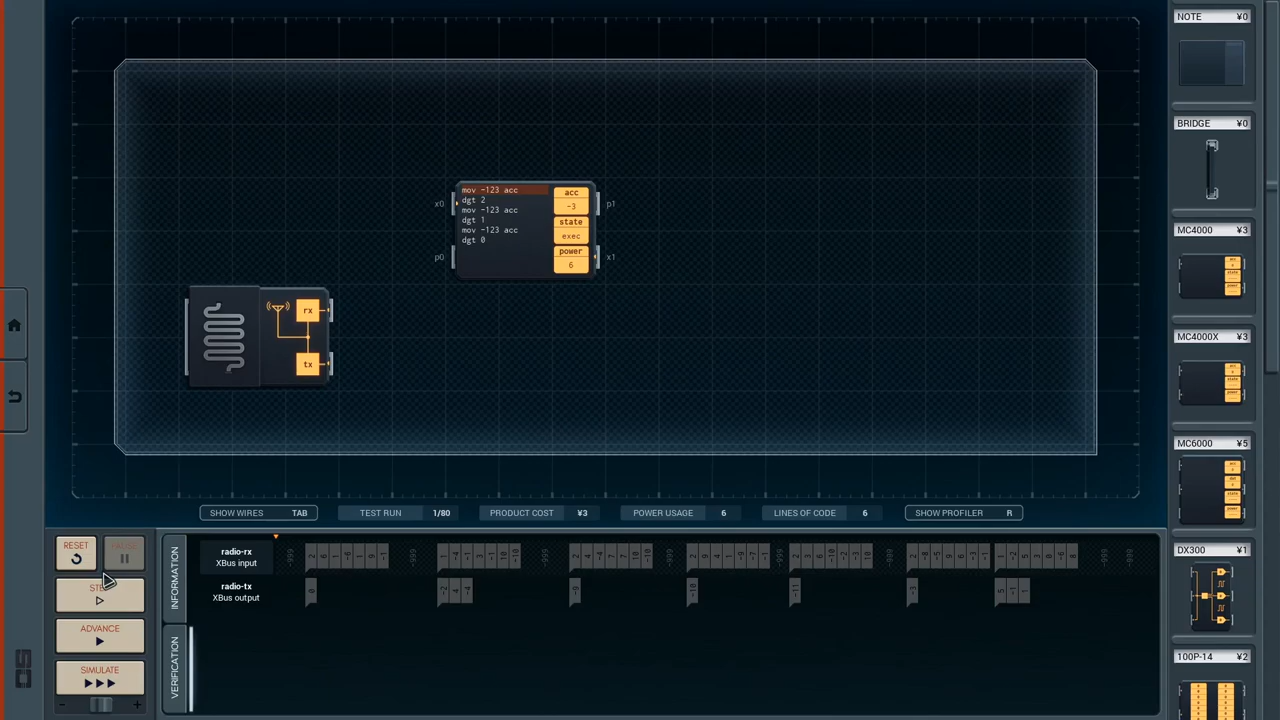 NOTE ¥0
BRIDGE ¥0
MC4000 ¥3
MC4000X ¥3
MC6000 ¥5
DX300 ¥1
100P-14 ¥2
x0
p0
mov -123 acc
dgt 2
mov -123 acc
dgt 1
mov -123 acc
dgt 0
acc
-3
state
exec
power
6
p1
x1
rx
tx
SHOW WIRES TAB
TEST RUN 1/80
PRODUCT COST ¥3
POWER USAGE 6
LINES OF CODE 6
SHOW PROFILER R
RESET
ADVANCE
SIMULATE
- +
INFORMATION
VERIFICATION
radio-rx
XBus input
radio-tx
XBus output